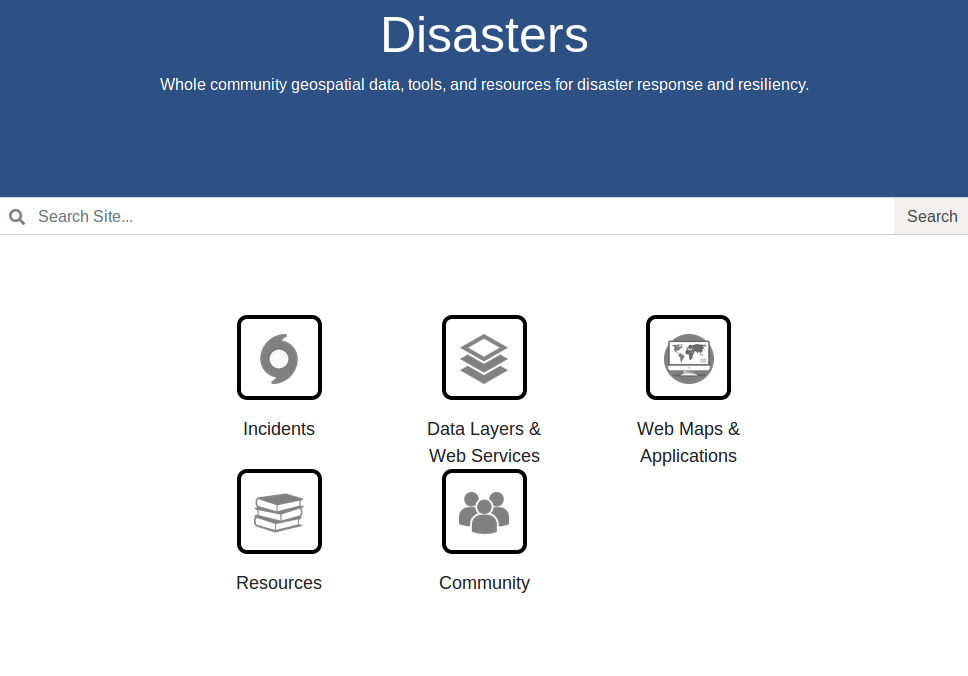 Disasters
Whole community geospatial data, tools, and resources for disaster response and resiliency.
Search Site...
Search
Incidents
Data Layers &
Web Services
Web Maps &
Applications
Resources
Community